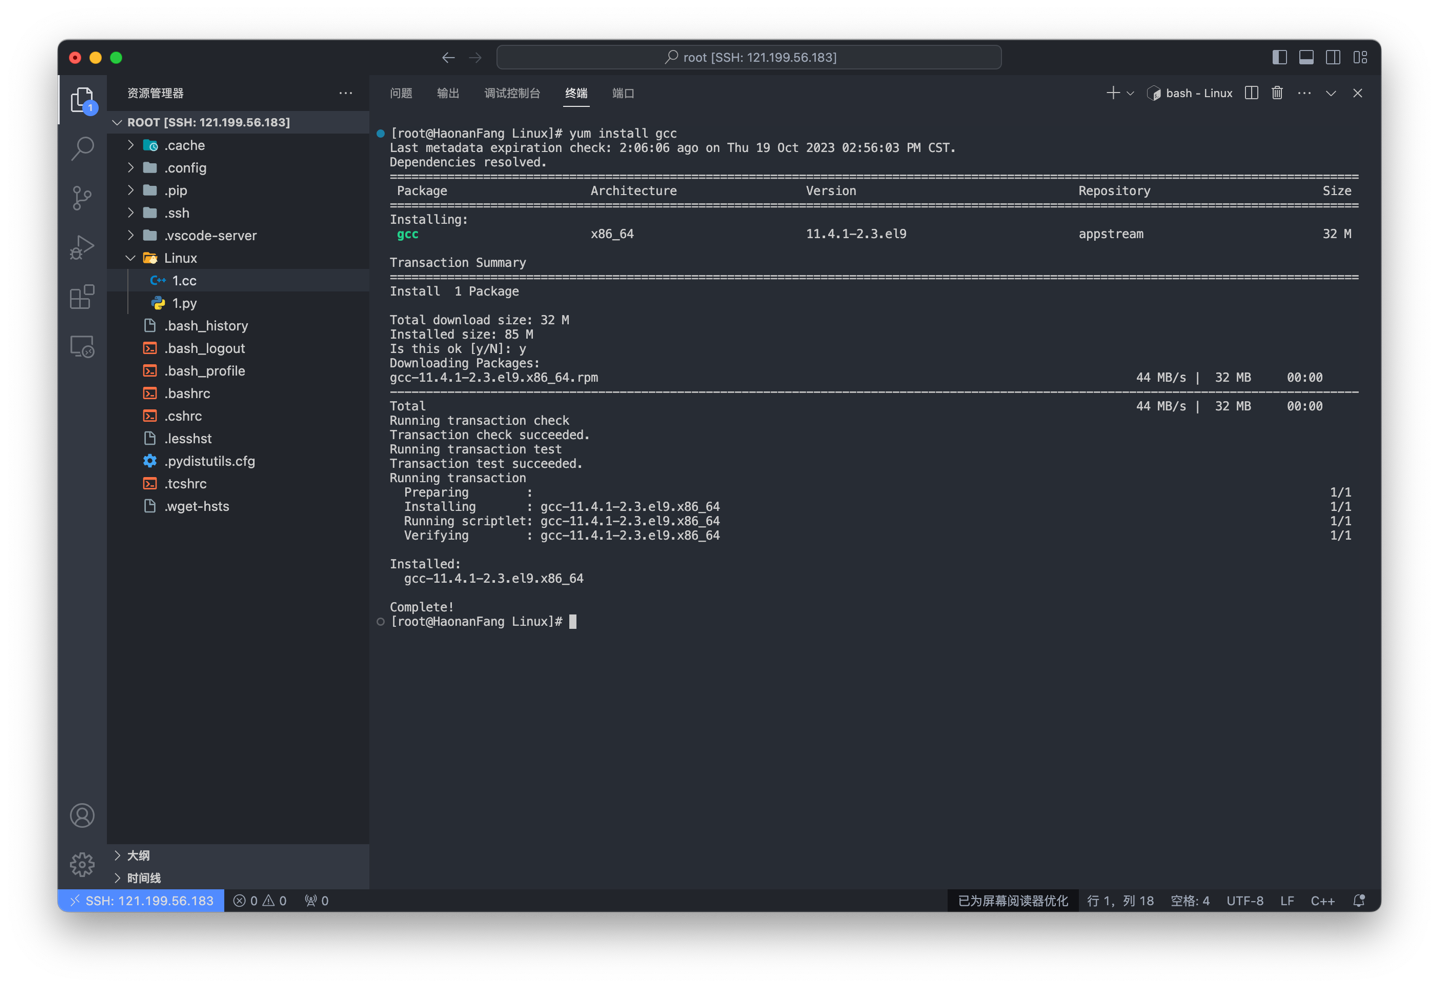 root [SSH: 121.199.56.183]
资源管理器
ROOT [SSH: 121.199.56.183]
.cache
.config
.pip
.ssh
.vscode-server
Linux
1.cc
1.py
.bash_history
.bash_logout
.bash_profile
.bashrc
.cshrc
.lesshst
.pydistutils.cfg
.tcshrc
.wget-hsts
大纲
时间线
1
问题 输出 调试控制台 终端 端口
bash - Linux
[root@HaonanFang Linux]# yum install gcc
Last metadata expiration check: 2:06:06 ago on Thu 19 Oct 2023 02:56:03 PM CST.
Dependencies resolved.
Package Architecture Version Repository Size
Installing:
gcc x86_64 11.4.1-2.3.el9 appstream 32 M
Transaction Summary
Install  1 Package
Total download size: 32 M
Installed size: 85 M
Is this ok [y/N]: y
Downloading Packages:
gcc-11.4.1-2.3.el9.x86_64.rpm 44 MB/s |  32 MB 00:00
Total 44 MB/s |  32 MB 00:00
Running transaction check
Transaction check succeeded.
Running transaction test
Transaction test succeeded.
Running transaction
Preparing : 1/1
Installing : gcc-11.4.1-2.3.el9.x86_64 1/1
Running scriptlet: gcc-11.4.1-2.3.el9.x86_64 1/1
Verifying : gcc-11.4.1-2.3.el9.x86_64 1/1
Installed:
gcc-11.4.1-2.3.el9.x86_64
Complete!
[root@HaonanFang Linux]#
SSH: 121.199.56.183 0 0 0 已为屏幕阅读器优化 行 1，列 18 空格: 4 UTF-8 LF C++